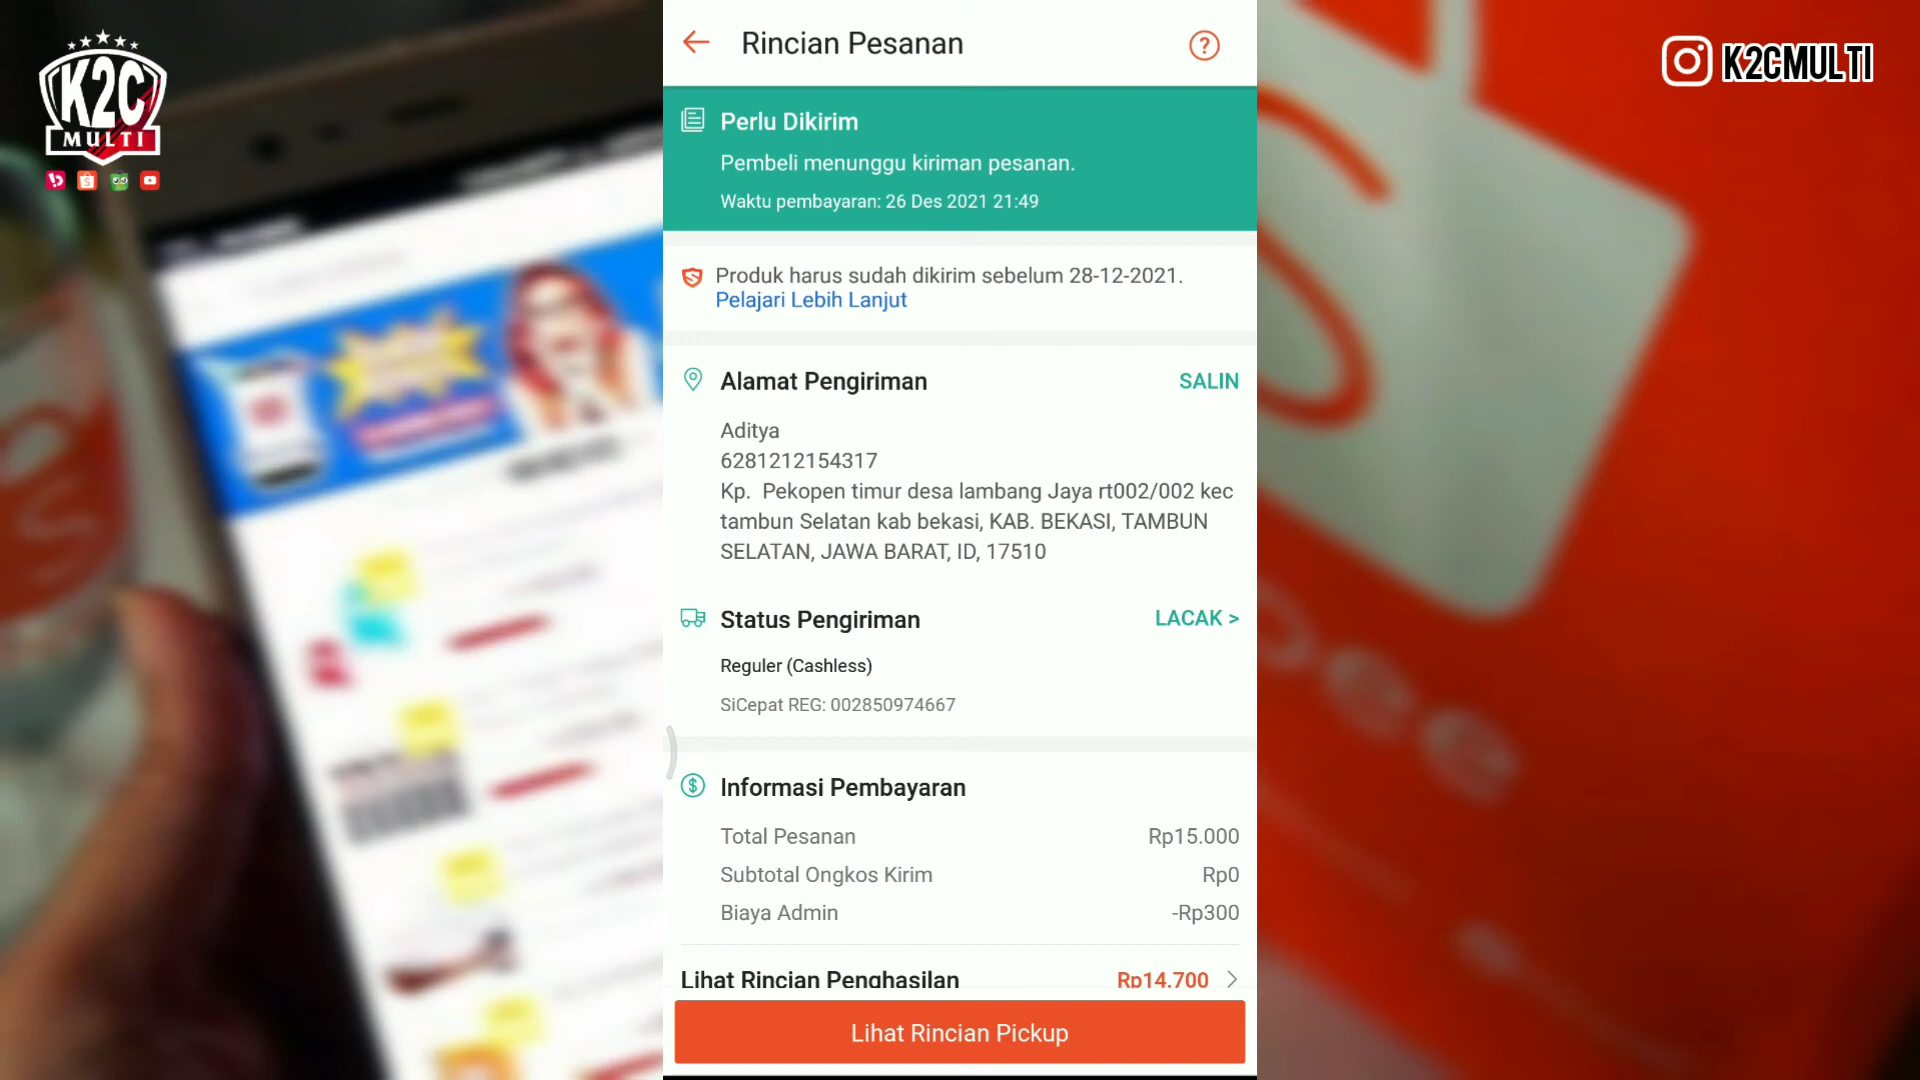 K2C
MULTI
K2CMULTI
Rincian Pesanan
?
Perlu Dikirim
Pembeli menunggu kiriman pesanan.
Waktu pembayaran: 26 Des 2021 21:49
Produk harus sudah dikirim sebelum 28-12-2021.
Pelajari Lebih Lanjut
Alamat Pengiriman
SALIN
Aditya
6281212154317
Kp.  Pekopen timur desa lambang Jaya rt002/002 kec
tambun Selatan kab bekasi, KAB. BEKASI, TAMBUN
SELATAN, JAWA BARAT, ID, 17510
Status Pengiriman
LACAK >
Reguler (Cashless)
SiCepat REG: 002850974667
Informasi Pembayaran
Total Pesanan
Rp15.000
Subtotal Ongkos Kirim
Rp0
Biaya Admin
-Rp300
Lihat Rincian Penghasilan
Rp14.700
Lihat Rincian Pickup